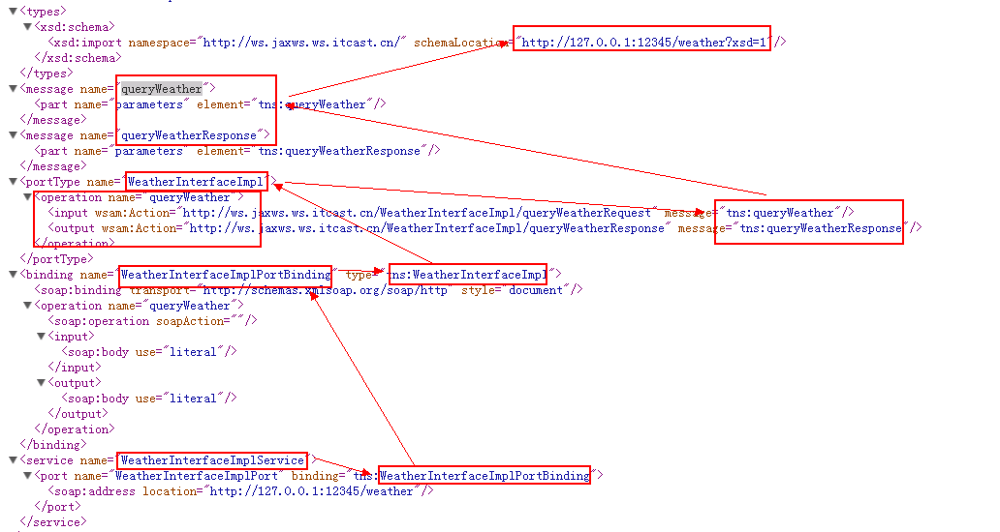 ▼<types>
▼<xsd:schema>
<xsd:import namespace="http://ws.jaxws.ws.itcast.cn/" schemaLocation="http://127.0.0.1:12345/weather?xsd=1"/>
</xsd:schema>
</types>
▼<message name="queryWeather">
<part name="parameters" element="tns:queryWeather"/>
</message>
▼<message name="queryWeatherResponse">
<part name="parameters" element="tns:queryWeatherResponse"/>
</message>
▼<portType name="WeatherInterfaceImpl">
▼<operation name="queryWeather">
<input wsam:Action="http://ws.jaxws.ws.itcast.cn/WeatherInterfaceImpl/queryWeatherRequest" message="tns:queryWeather"/>
<output wsam:Action="http://ws.jaxws.ws.itcast.cn/WeatherInterfaceImpl/queryWeatherResponse" message="tns:queryWeatherResponse"/>
</operation>
</portType>
▼<binding name="WeatherInterfaceImplPortBinding" type="tns:WeatherInterfaceImpl">
<soap:binding transport="http://schemas.xmlsoap.org/soap/http" style="document"/>
▼<operation name="queryWeather">
<soap:operation soapAction=""/>
▼<input>
<soap:body use="literal"/>
</input>
▼<output>
<soap:body use="literal"/>
</output>
</operation>
</binding>
▼<service name="WeatherInterfaceImplService">
▼<port name="WeatherInterfaceImplPort" binding="tns:WeatherInterfaceImplPortBinding">
<soap:address location="http://127.0.0.1:12345/weather"/>
</port>
</service>